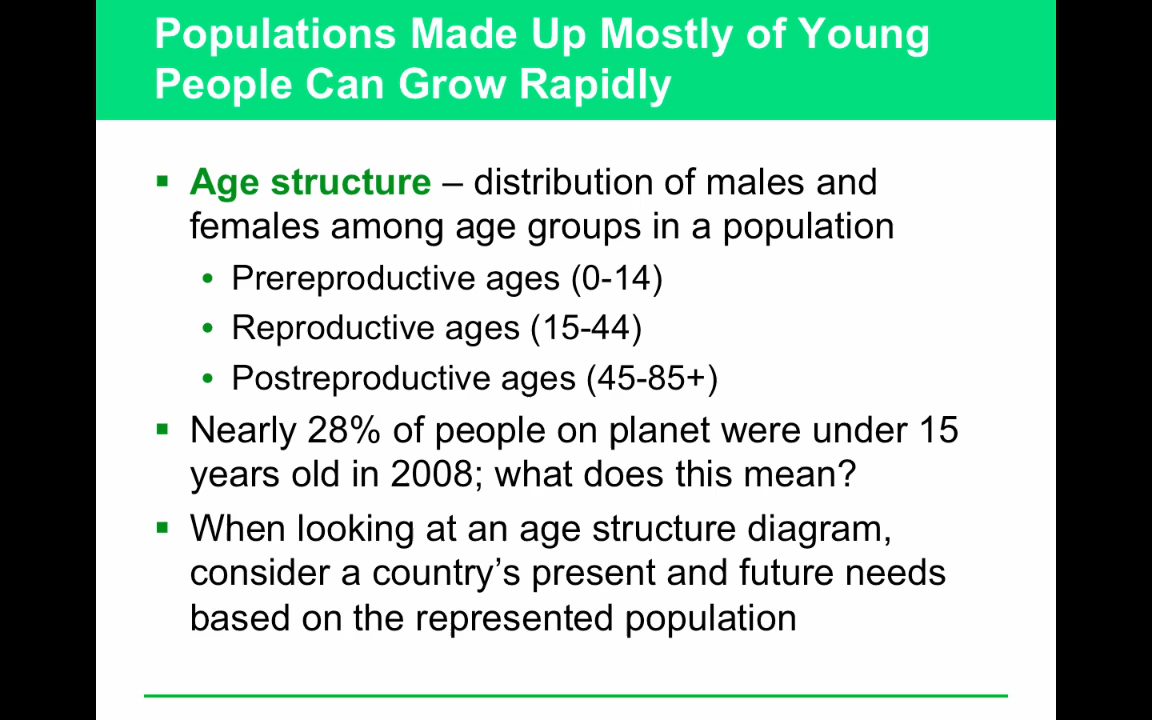 Populations Made Up Mostly of Young
People Can Grow Rapidly
▪ Age structure – distribution of males and
females among age groups in a population
• Prereproductive ages (0-14)
• Reproductive ages (15-44)
• Postreproductive ages (45-85+)
▪ Nearly 28% of people on planet were under 15
years old in 2008; what does this mean?
▪ When looking at an age structure diagram,
consider a country’s present and future needs
based on the represented population